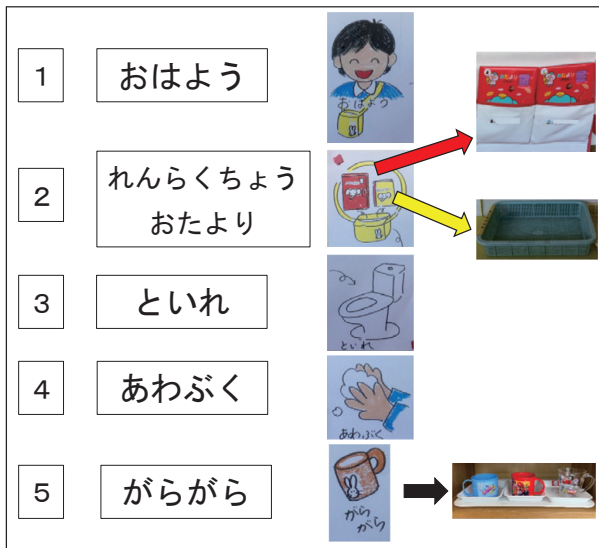 1
おはよう
おはよう
2
れんらくちょう
おたより
3
といれ
といれ
4
あわぶく
あわぶく
5
がらがら
がら
がら